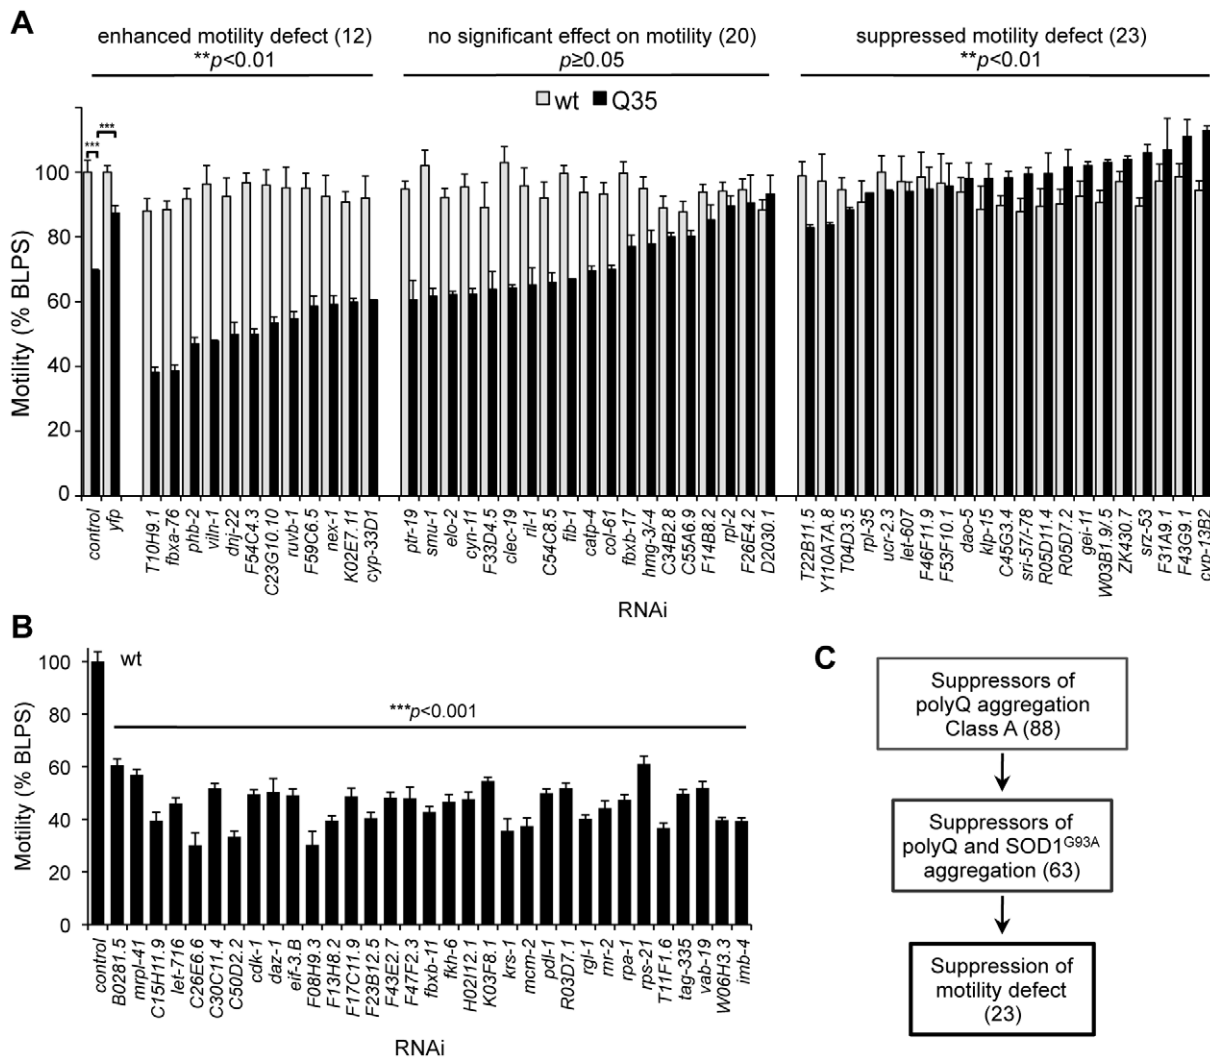 A
enhanced motility defect (12)
**p<0.01
no significant effect on motility (20)
p≥0.05
suppressed motility defect (23)
**p<0.01
wt Q35
***
***
Motility (% BLPS)
100
80
60
40
20
0
control
yfp
T10H9.1
fbxa-76
phb-2
viln-1
dnj-22
F54C4.3
C23G10.10
ruvb-1
F59C6.5
nex-1
K02E7.11
cyp-33D1
ptr-19
smu-1
elo-2
cyn-11
F33D4.5
clec-19
ril-1
C54C8.5
fib-1
catp-4
col-61
fbxb-17
hmg-3/-4
C34B2.8
C55A6.9
F14B8.2
rpl-2
F26E4.2
D2030.1
T22B11.5
Y110A7A.8
T04D3.5
rpl-35
ucr-2.3
let-607
F46F11.9
F53F10.1
dao-5
klp-15
C45G3.4
sri-57/-78
R05D11.4
R05D7.2
gei-11
W03B1.9/.5
ZK430.7
srz-53
F31A9.1
F43G9.1
cyp-13B2
RNAi
B
wt
***p<0.001
Motility (% BLPS)
100
80
60
40
20
0
control
B0281.5
mrpl-41
C15H11.9
let-716
C26E6.6
C30C11.4
C50D2.2
cdk-1
daz-1
eif-3.B
F08H9.3
F13H8.2
F17C11.9
F23B12.5
F43E2.7
F47F2.3
fbxb-11
fkh-6
H02I12.1
K03F8.1
krs-1
mcm-2
pdl-1
R03D7.1
rgl-1
rnr-2
rpa-1
rps-21
T11F1.6
tag-335
vab-19
W06H3.3
imb-4
RNAi
C
Suppressors of
polyQ aggregation
Class A (88)
Suppressors of
polyQ and SOD1G93A
aggregation (63)
Suppression of
motility defect
(23)